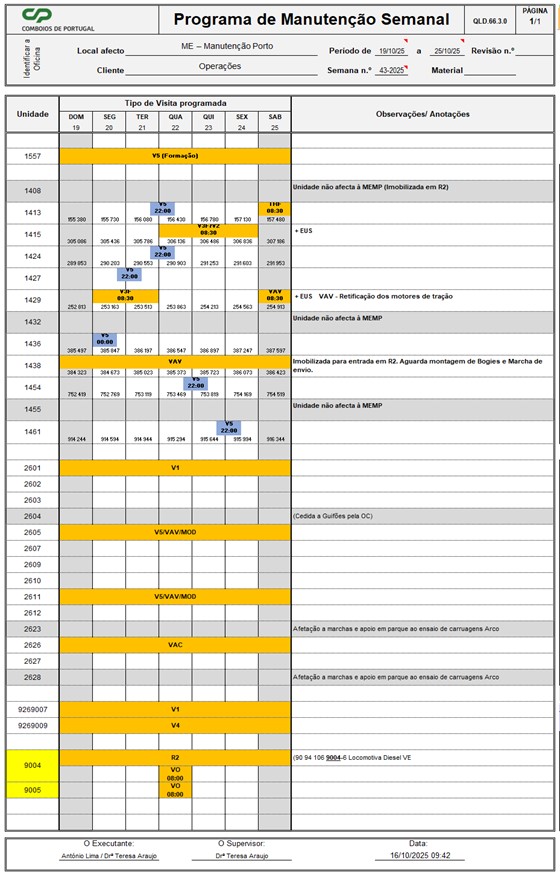 CP
COMBOIOS DE PORTUGAL
Programa de Manutenção Semanal
QLD.66.3.0
PÁGINA
1/1
Identificar a Oficina
Local afecto ME – Manutenção Porto Período de 19/10/25 a 25/10/25 Revisão n.º
Cliente Operações Semana n.º 43-2025 Material
Unidade Tipo de Visita programada Observações/ Anotações
DOM SEG TER QUA QUI SEX SAB
19 20 21 22 23 24 25
1557 V5 (Formação)
1408 Unidade não afecta à MEMP (Imobilizada em R2)
1413 V5 22:00 08:30
155 380 155 730 156 080 156 430 156 780 157 130 157 480
1415 V3F/V2 08:30 + EUS
305 086 305 436 305 786 306 136 306 486 306 836 307 186
1424 V5 22:00
289 853 290 203 290 553 290 903 291 253 291 603 291 953
1427 V5 22:00
1429 V3F 08:30 VAV 08:30 + EUS VAV - Retificação dos motores de tração
252 813 253 163 253 513 253 863 254 213 254 563 254 913
1432 Unidade não afecta à MEMP
1436 V5 00:00
385 497 385 847 386 197 386 547 386 897 387 247 387 597
1438 VAV Imobilizada para entrada em R2. Aguarda montagem de Bogies e Marcha de envio.
384 323 384 673 385 023 385 373 385 723 386 073 386 423
1454 V5 22:00
752 419 752 769 753 119 753 469 753 819 754 169 754 519
1455 Unidade não afecta à MEMP
1461 V5 22:00
914 244 914 594 914 944 915 294 915 644 915 994 916 344
2601 V1
2602
2603
2604 (Cedida a Guifões pela OC)
2605 V5/VAV/MOD
2607
2609
2610
2611 V5/VAV/MOD
2612
2623 Afetação a marchas e apoio em parque ao ensaio de carruagens Arco
2626 VAC
2627
2628 Afetação a marchas e apoio em parque ao ensaio de carruagens Arco
9269007 V1
9269009 V4
9004 R2 (90 94 106 9004-6 Locomotiva Diesel VE
VO 08:00
9005 VO 08:00
O Executante: O Supervisor: Data:
António Lima / Drª Teresa Araujo Drª Teresa Araujo 16/10/2025 09:42